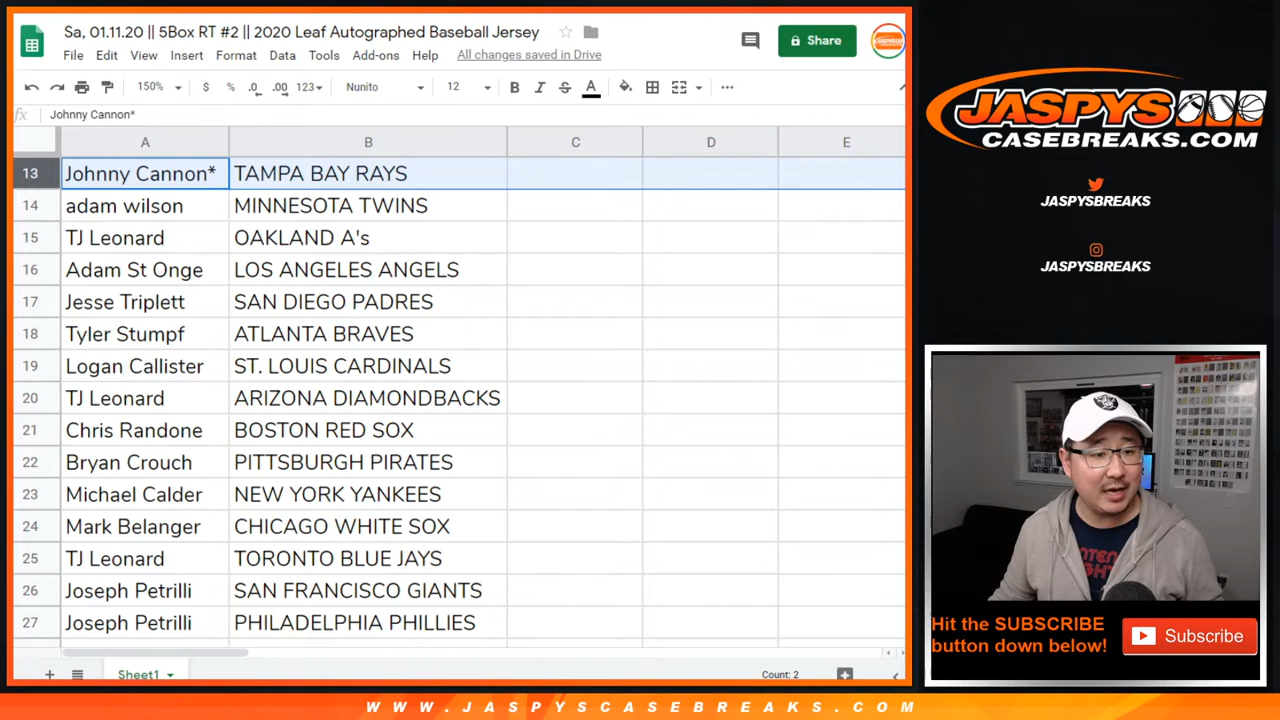 Sa, 01.11.20 || 5Box RT #2 || 2020 Leaf Autographed Baseball Jersey
File Edit View Insert Format Data Tools Add-ons Help All changes saved in Drive
Share
150% $ % .0 .00 123 Nunito 12 B I S A
fx Johnny Cannon*
A B C D E
13 Johnny Cannon* TAMPA BAY RAYS
14 adam wilson MINNESOTA TWINS
15 TJ Leonard OAKLAND A's
16 Adam St Onge LOS ANGELES ANGELS
17 Jesse Triplett SAN DIEGO PADRES
18 Tyler Stumpf ATLANTA BRAVES
19 Logan Callister ST. LOUIS CARDINALS
20 TJ Leonard ARIZONA DIAMONDBACKS
21 Chris Randone BOSTON RED SOX
22 Bryan Crouch PITTSBURGH PIRATES
23 Michael Calder NEW YORK YANKEES
24 Mark Belanger CHICAGO WHITE SOX
25 TJ Leonard TORONTO BLUE JAYS
26 Joseph Petrilli SAN FRANCISCO GIANTS
27 Joseph Petrilli PHILADELPHIA PHILLIES
Sheet1
Count: 2
JASPYS
CASEBREAKS.COM
JASPYSBREAKS
JASPYSBREAKS
Hit the SUBSCRIBE
button down below!
Subscribe
WWW.JASPYSCASEBREAKS.COM